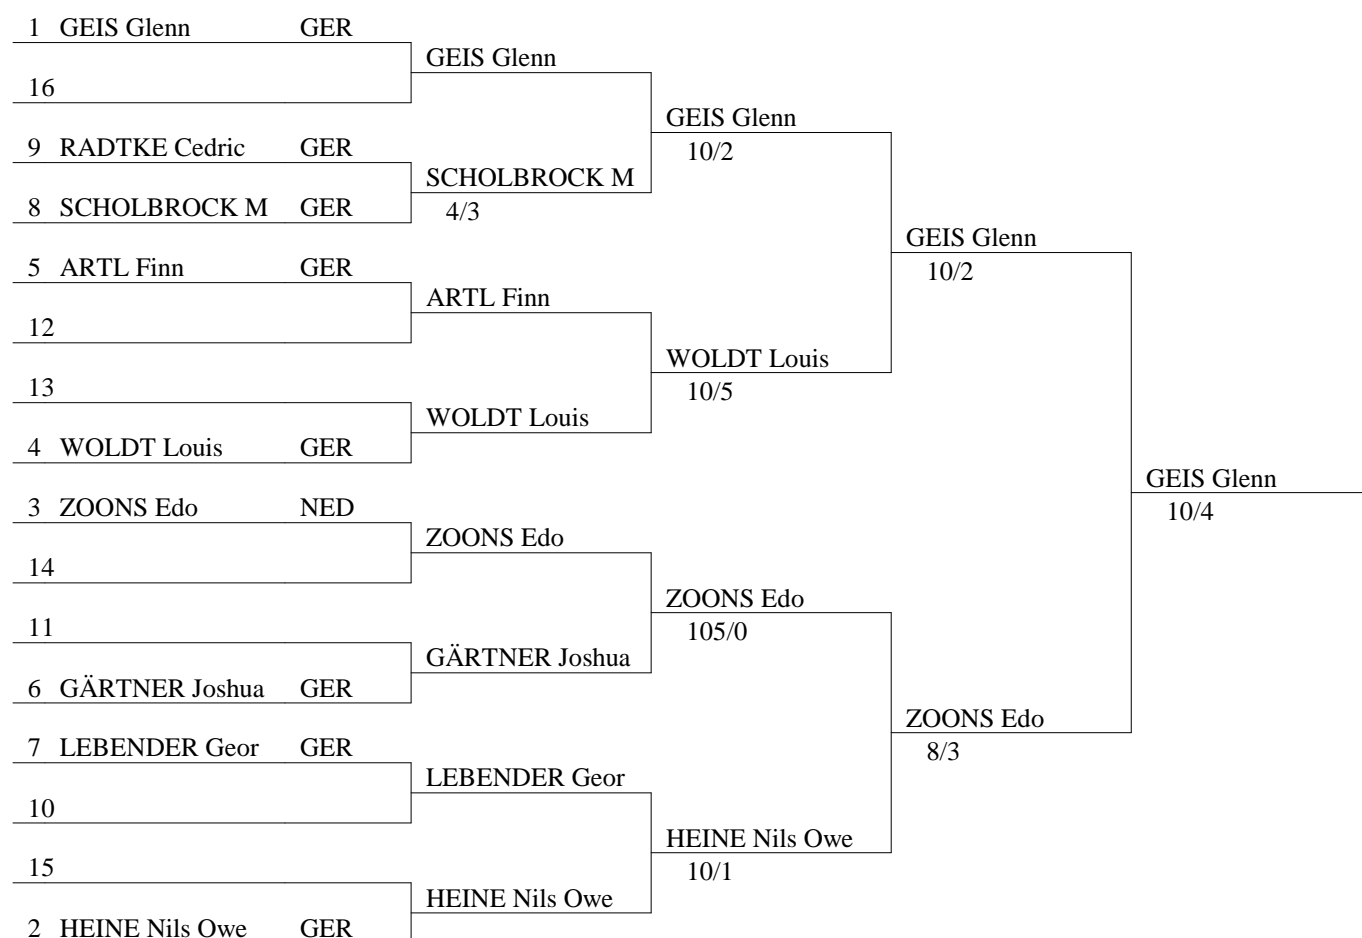 1 GEIS Glenn GER
GEIS Glenn
16
GEIS Glenn
10/2
9 RADTKE Cedric GER
SCHOLBROCK M
4/3
8 SCHOLBROCK M GER
GEIS Glenn
10/2
5 ARTL Finn GER
ARTL Finn
12
WOLDT Louis
10/5
13
WOLDT Louis
4 WOLDT Louis GER
GEIS Glenn
10/4
3 ZOONS Edo NED
ZOONS Edo
14
ZOONS Edo
105/0
11
GÄRTNER Joshua
6 GÄRTNER Joshua GER
ZOONS Edo
8/3
7 LEBENDER Geor GER
LEBENDER Geor
10
HEINE Nils Owe
10/1
15
HEINE Nils Owe
2 HEINE Nils Owe GER